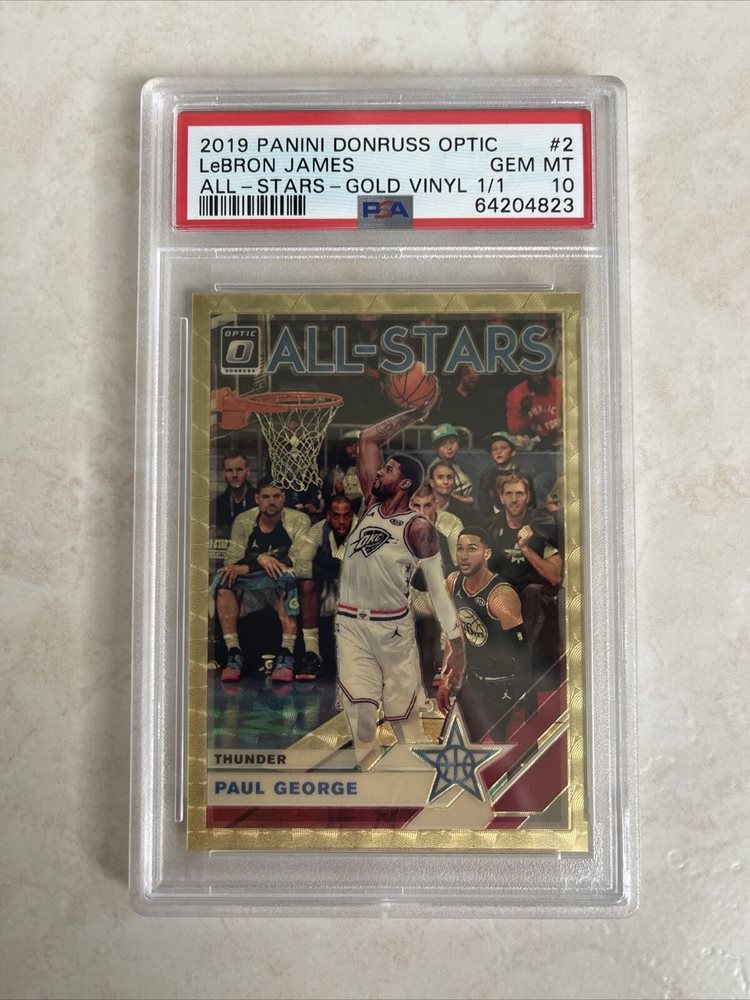 2019 PANINI DONRUSS OPTIC #2
LeBRON JAMES GEM MT
ALL-STARS-GOLD VINYL 1/1 10
PSA 64204823
OPTIC
DONRUSS
ALL-STARS
OKC
THUNDER
PAUL GEORGE